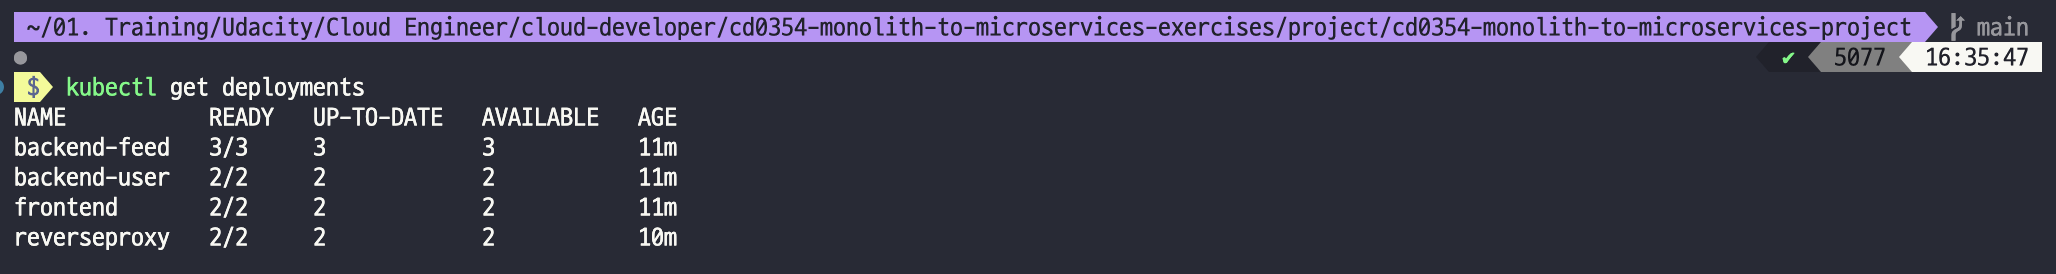 ~/01. Training/Udacity/Cloud Engineer/cloud-developer/cd0354-monolith-to-microservices-exercises/project/cd0354-monolith-to-microservices-project main
✔ 5077 16:35:47
$ kubectl get deployments
NAME READY UP-TO-DATE AVAILABLE AGE
backend-feed 3/3 3 3 11m
backend-user 2/2 2 2 11m
frontend 2/2 2 2 11m
reverseproxy 2/2 2 2 10m